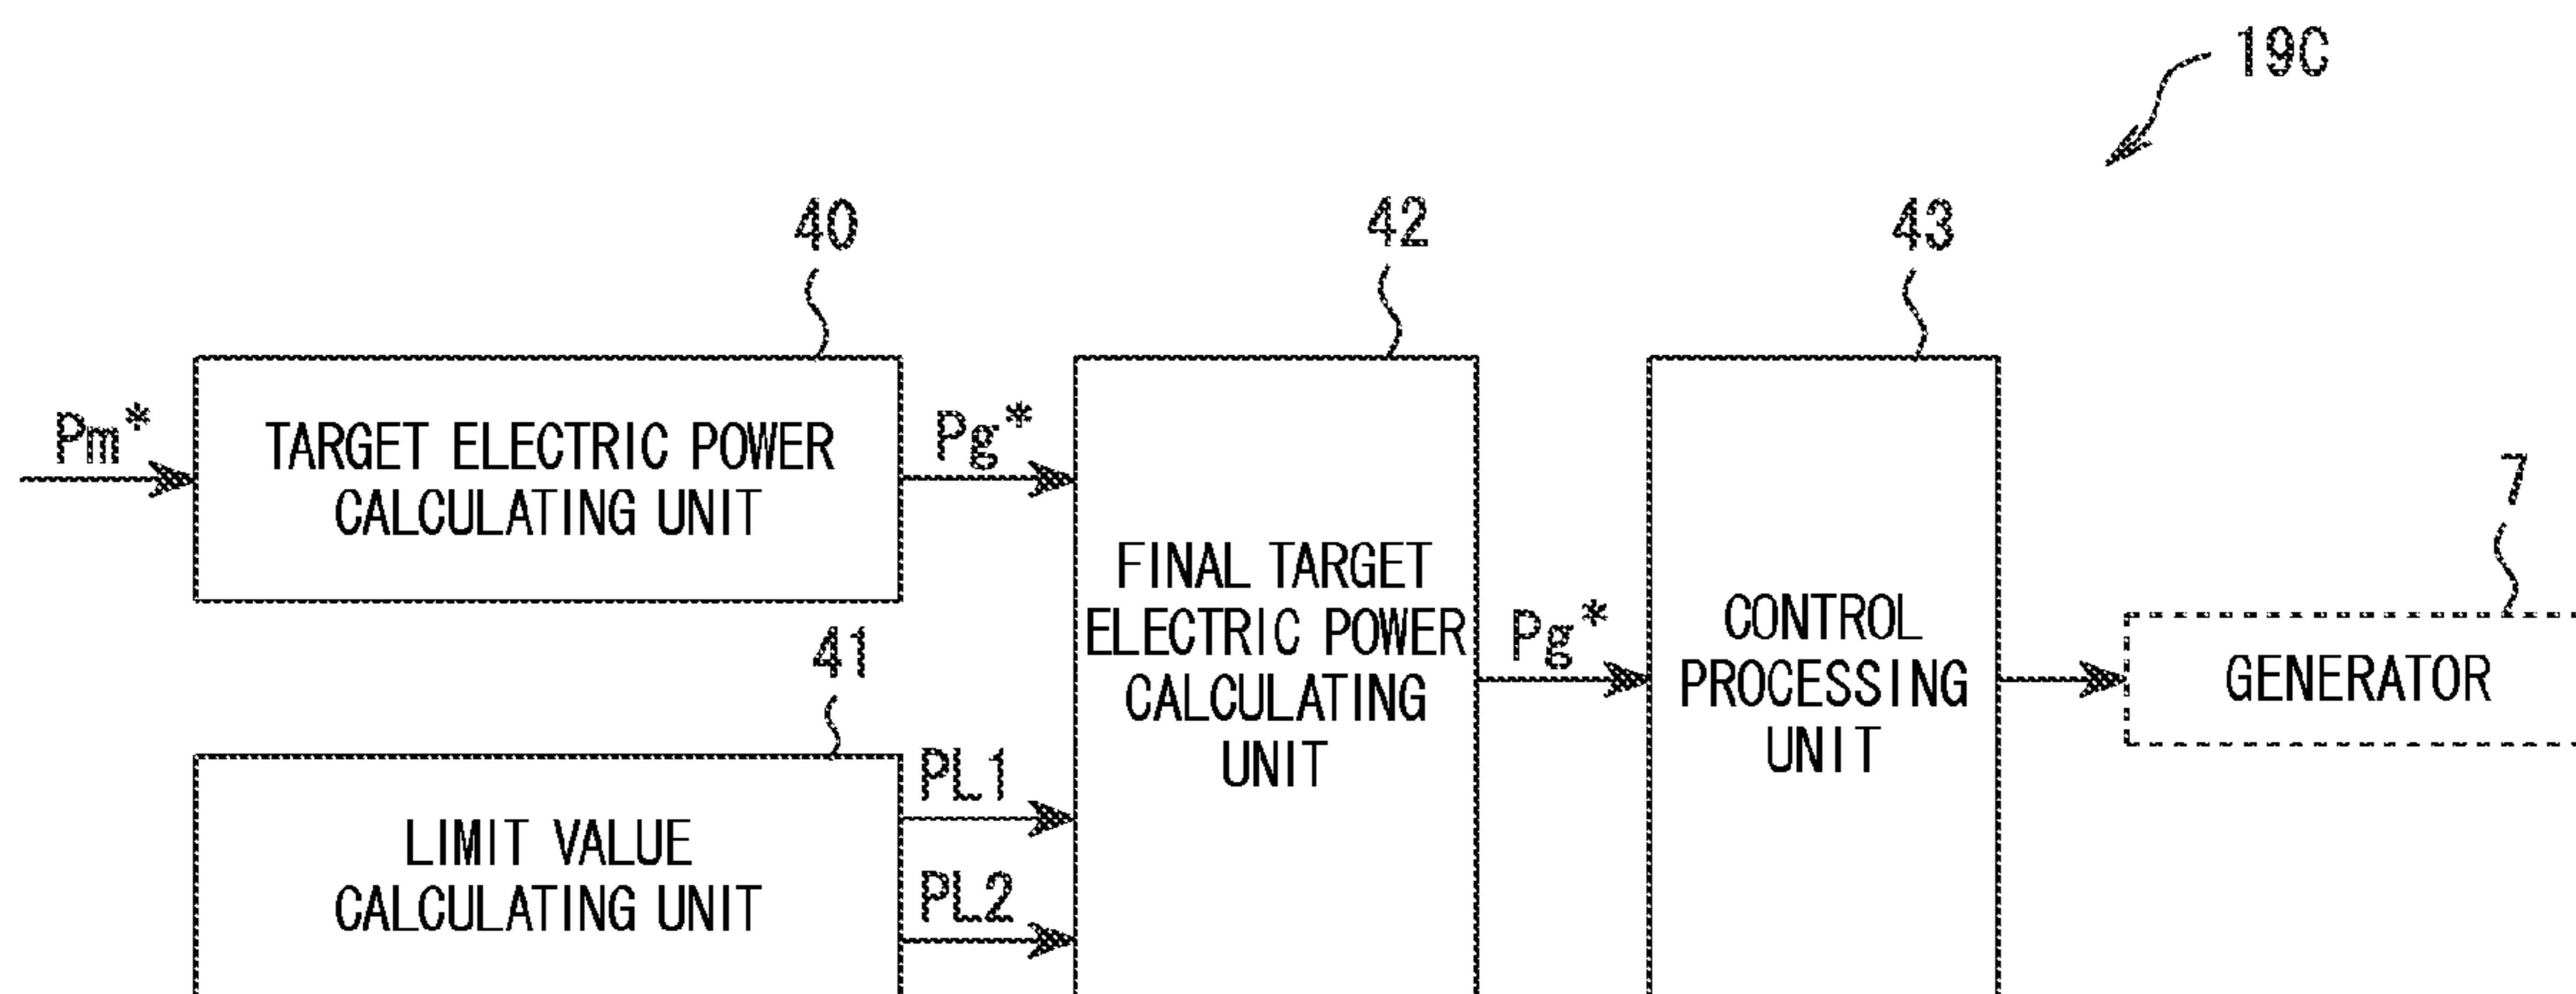 19C
40
42
43
Pm*
TARGET ELECTRIC POWER
CALCULATING UNIT
Pg*
7
41
FINAL TARGET
ELECTRIC POWER
CALCULATING
UNIT
Pg*
CONTROL
PROCESSING
UNIT
GENERATOR
LIMIT VALUE
CALCULATING UNIT
PL1
PL2